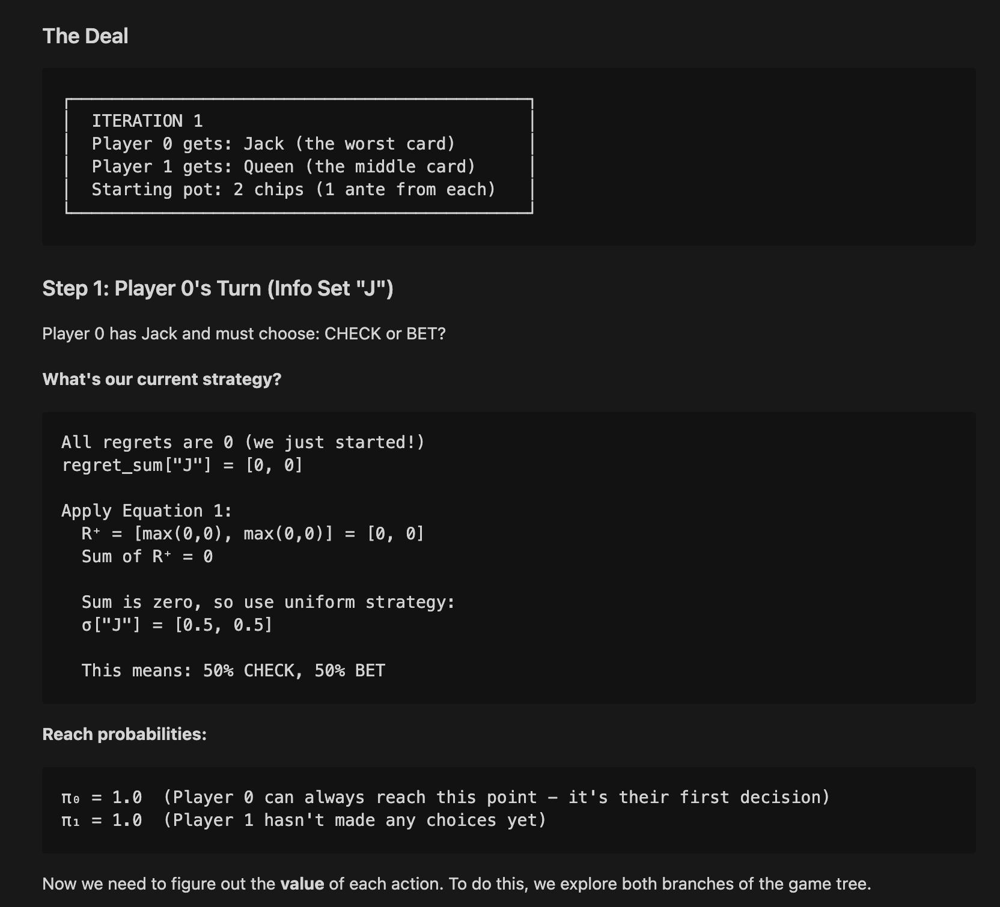 The Deal
ITERATION 1
Player 0 gets: Jack (the worst card)
Player 1 gets: Queen (the middle card)
Starting pot: 2 chips (1 ante from each)
Step 1: Player 0's Turn (Info Set "J")
Player 0 has Jack and must choose: CHECK or BET?
What's our current strategy?
All regrets are 0 (we just started!)
regret_sum["J"] = [0, 0]
Apply Equation 1:
R⁺ = [max(0,0), max(0,0)] = [0, 0]
Sum of R⁺ = 0
Sum is zero, so use uniform strategy:
σ["J"] = [0.5, 0.5]
This means: 50% CHECK, 50% BET
Reach probabilities:
π₀ = 1.0  (Player 0 can always reach this point – it's their first decision)
π₁ = 1.0  (Player 1 hasn't made any choices yet)
Now we need to figure out the value of each action. To do this, we explore both branches of the game tree.